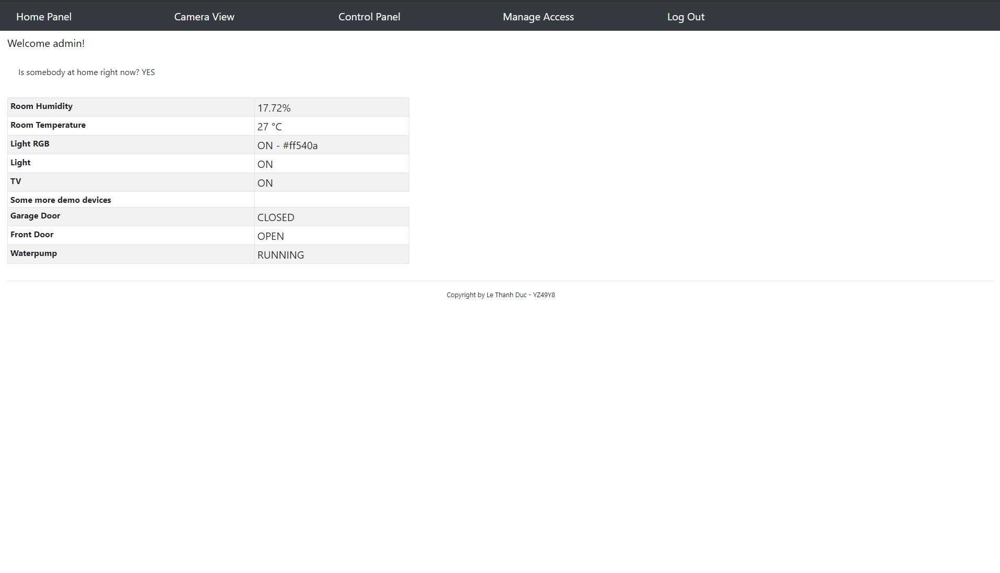 Home Panel Camera View Control Panel Manage Access Log Out
Welcome admin!
Is somebody at home right now? YES
Room Humidity 17.72%
Room Temperature 27 °C
Light RGB ON - #ff540a
Light ON
TV ON
Some more demo devices
Garage Door CLOSED
Front Door OPEN
Waterpump RUNNING
Copyright by Le Thanh Duc - YZ49Y8